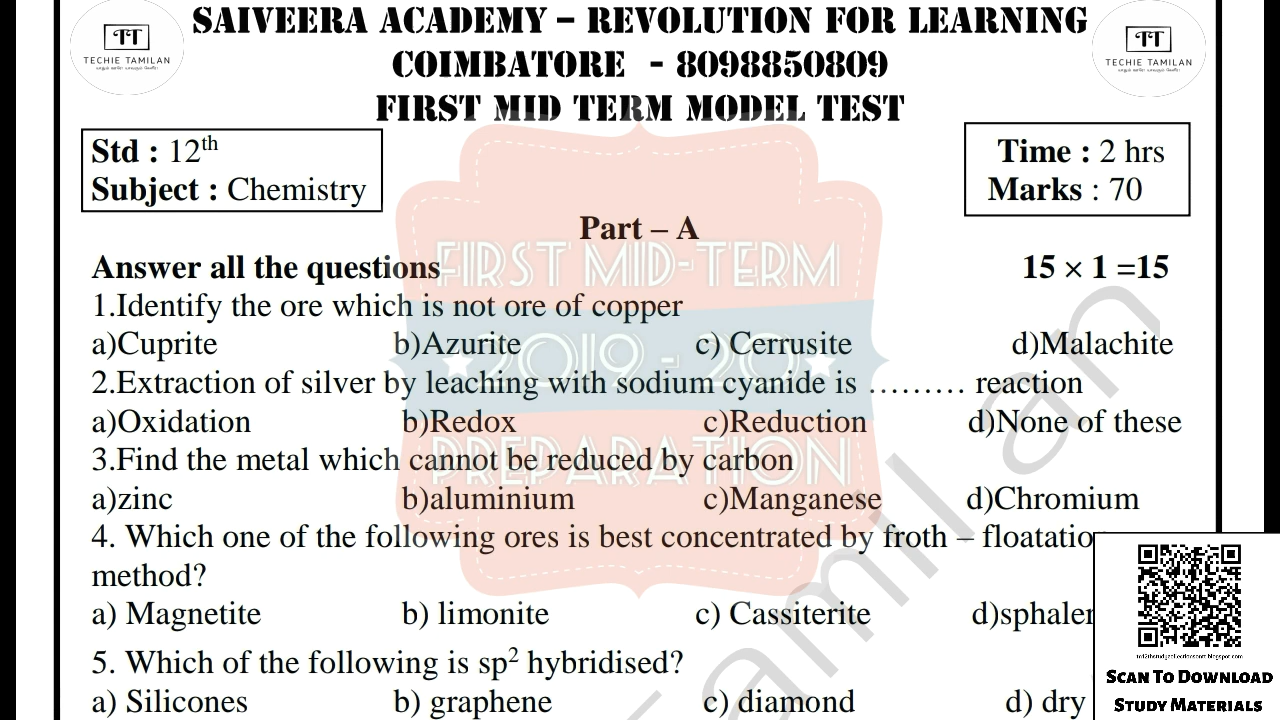 SAIVEERA ACADEMY – REVOLUTION FOR LEARNING
COIMBATORE - 8098850809
FIRST MID TERM MODEL TEST
TT
TECHIE TAMILAN
TT
TECHIE TAMILAN
Std : 12th
Subject : Chemistry
Time : 2 hrs
Marks : 70
Part – A
Answer all the questions 15 × 1 =15
1.Identify the ore which is not ore of copper
a)Cuprite b)Azurite c) Cerrusite d)Malachite
2.Extraction of silver by leaching with sodium cyanide is ……… reaction
a)Oxidation b)Redox c)Reduction d)None of these
3.Find the metal which cannot be reduced by carbon
a)zinc b)aluminium c)Manganese d)Chromium
4. Which one of the following ores is best concentrated by froth – floatatio
method?
a) Magnetite b) limonite c) Cassiterite d)sphaler
5. Which of the following is sp2 hybridised?
a) Silicones b) graphene c) diamond d) dry
FIRST MID-TERM
2019 - 20
PREPARATION
Tamilan
SCAN TO DOWNLOAD
STUDY MATERIALS